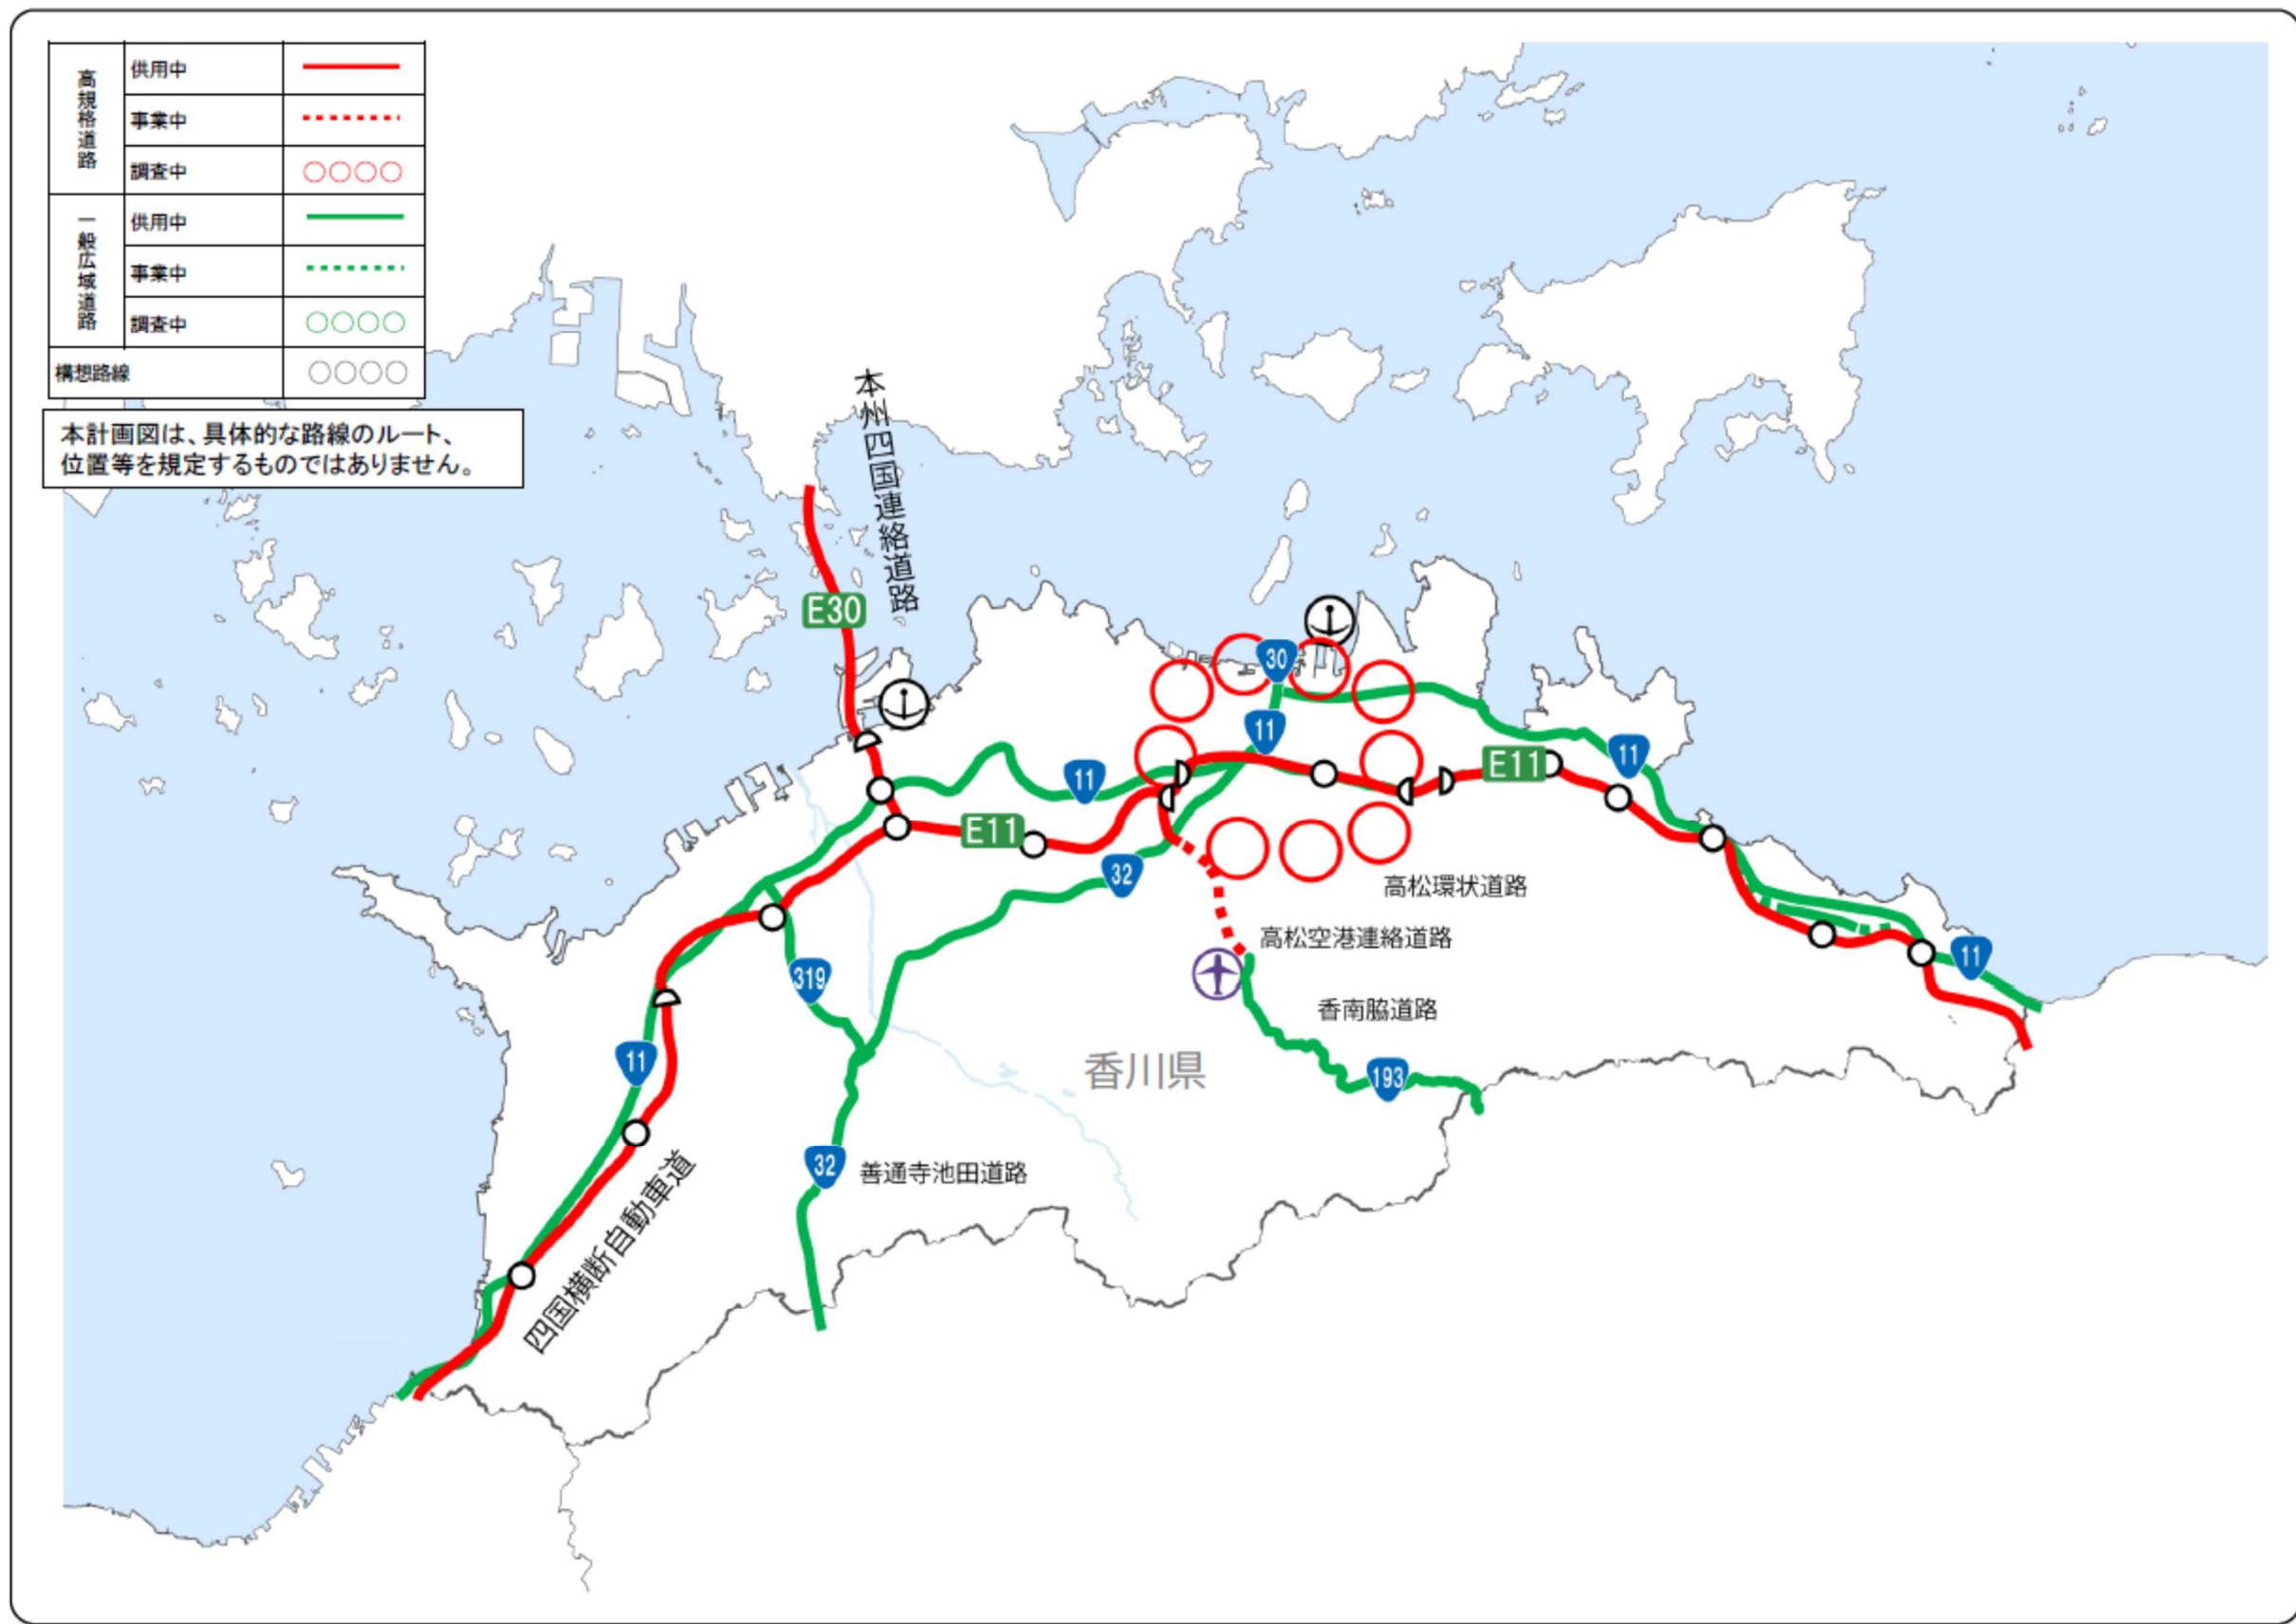 高規格道路
供用中
事業中
調査中
一般広域道路
供用中
事業中
調査中
構想路線
本計画図は、具体的な路線のルート、
位置等を規定するものではありません。
本州四国連絡道路
E30
30
11
11
E11
11
E11
32
高松環状道路
高松空港連絡道路
319
11
香南脇道路
11
香川県
193
32
善通寺池田道路
四国横断自動車道